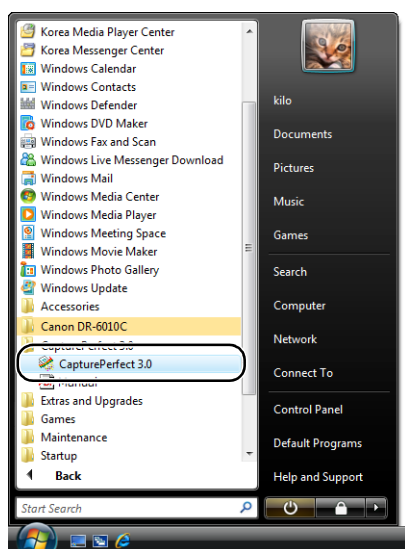 Korea Media Player Center
Korea Messenger Center
Windows Calendar
Windows Contacts
Windows Defender
Windows DVD Maker
Windows Fax and Scan
Windows Live Messenger Download
Windows Mail
Windows Media Center
Windows Media Player
Windows Meeting Space
Windows Movie Maker
Windows Photo Gallery
Windows Update
Accessories
Canon DR-6010C
CapturePerfect 3.0
CapturePerfect 3.0
Manual
Extras and Upgrades
Games
Maintenance
Startup
Back
Start Search
kilo
Documents
Pictures
Music
Games
Search
Computer
Network
Connect To
Control Panel
Default Programs
Help and Support